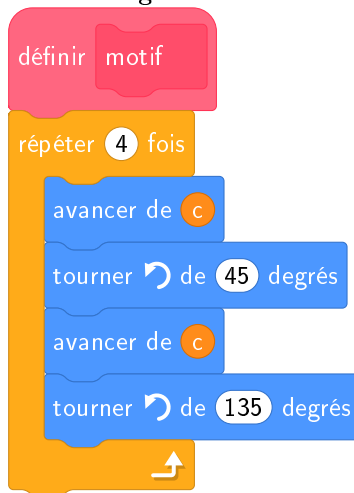 définir motif
répéter 4 fois
avancer de c
tourner de 45 degrés
avancer de c
tourner de 135 degrés